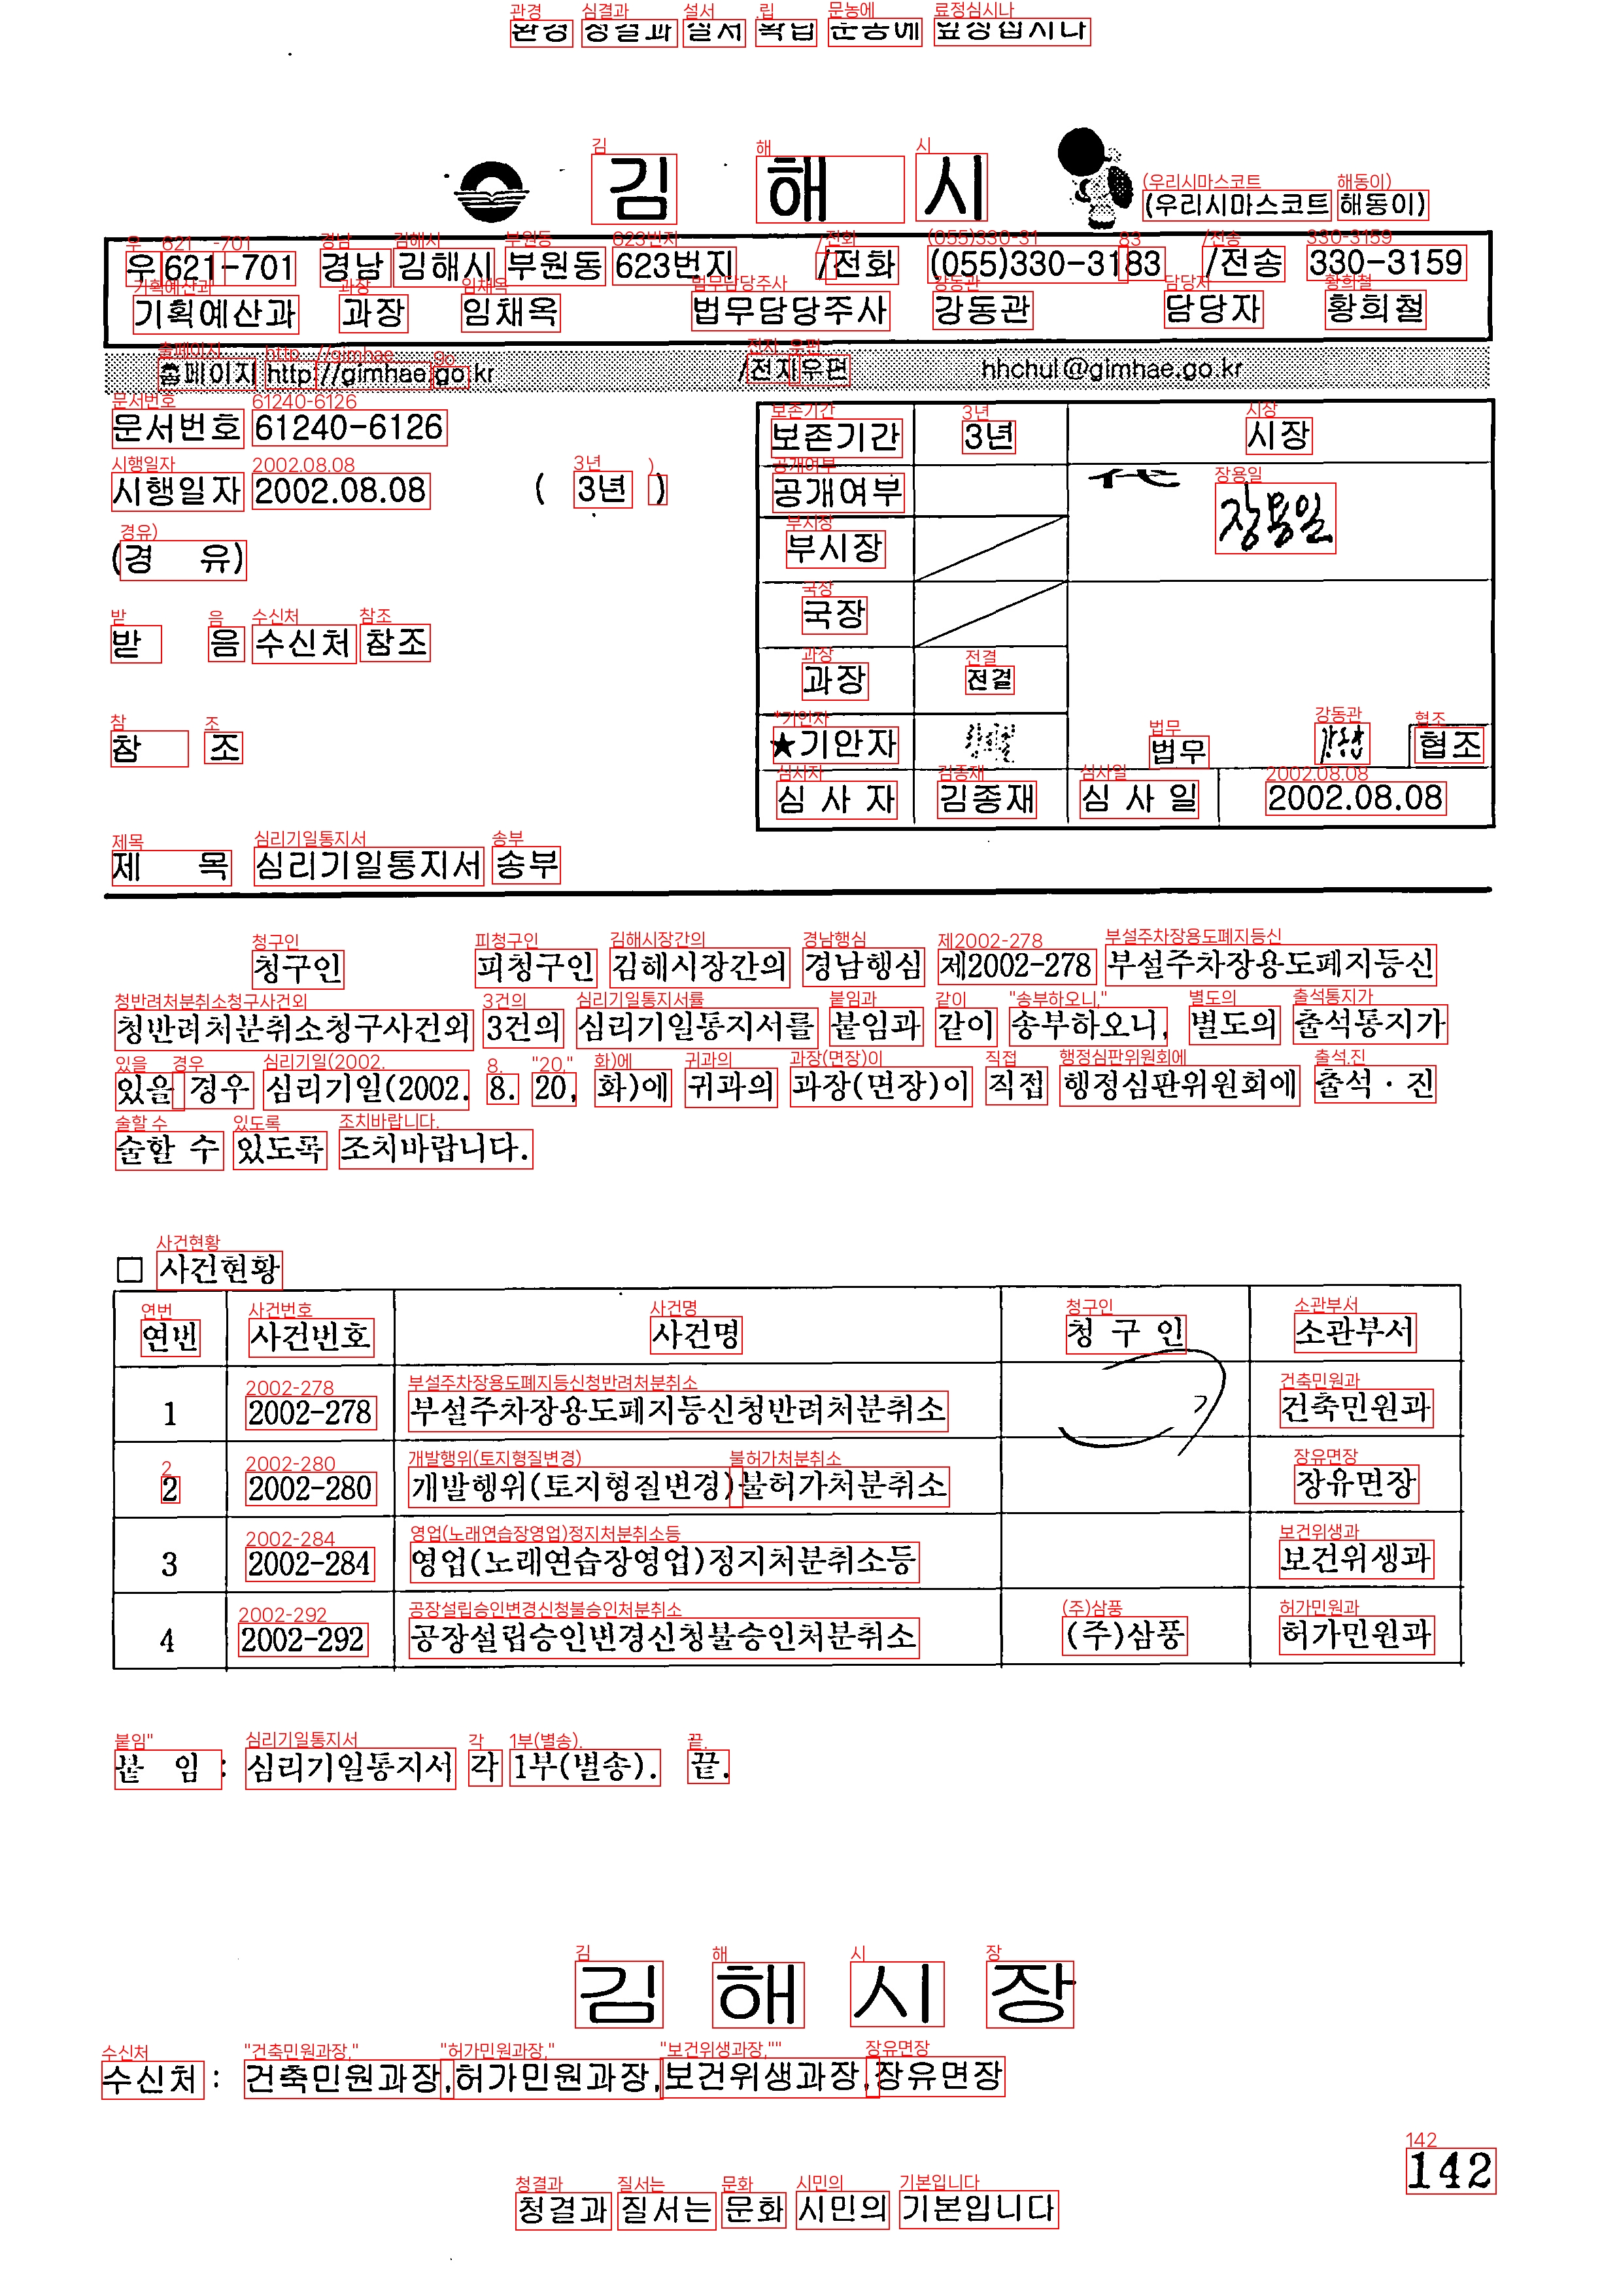 김 해 시 (우리시마스코트 해동이)
우621-701 경남 김해시 부원동 623번지 /전화 (055)330-3183 /전송 330-3159
기획예산과 과장 임채옥 법무담당주사 강동관 담당자 황희철
홈페이지 http://gimhae.go.kr /전자우편 hhchul@gimhae.go.kr
문서번호 61240-6126
시행일자 2002.08.08 ( 3년 )
(경 유)
받 음 수신처 참조
참 조
보존기간 3년 시장
공개여부 代 장용일
부시장
국장
과장 전결
★기안자 법무 강동관 협조
심 사 자 김종재 심 사 일 2002.08.08
제 목 심리기일통지서 송부
청구인 피청구인 김해시장간의 경남행심 제2002-278 부설주차장용도폐지등신
청반려처분취소청구사건외 3건의 심리기일통지서를 붙임과 같이 송부하오니, 별도의 출석통지가
있을 경우 심리기일(2002. 8. 20, 화)에 귀과의 과장(면장)이 직접 행정심판위원회에 출석·진
술할 수 있도록 조치바랍니다.
□ 사건현황
연번 사건번호 사건명 청 구 인 소관부서
1 2002-278 부설주차장용도폐지등신청반려처분취소 건축민원과
2 2002-280 개발행위(토지형질변경)불허가처분취소 장유면장
3 2002-284 영업(노래연습장영업)정지처분취소등 보건위생과
4 2002-292 공장설립승인변경신청불승인처분취소 (주)삼풍 허가민원과
붙 임 : 심리기일통지서 각 1부(별송). 끝.
김 해 시 장
수신처 : 건축민원과장,허가민원과장,보건위생과장,장유면장
142
청결과 질서는 문화 시민의 기본입니다